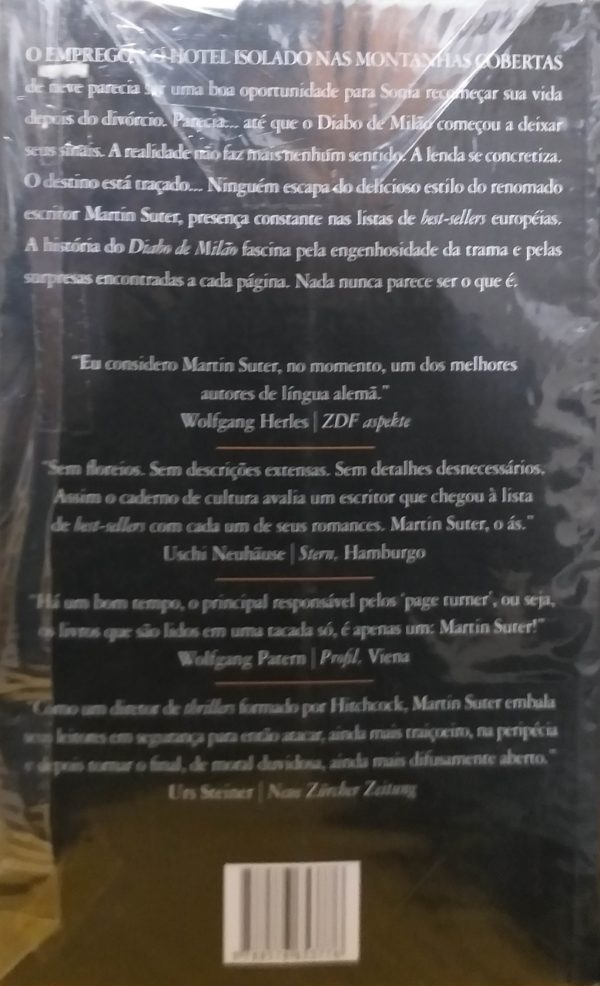 O EMPREGO HOTEL ISOLADO NAS MONTANHAS COBERTAS
de neve parecia ser uma boa oportunidade para Sonia recomeçar sua vida
depois do divórcio. Parecia... até que o Diabo de Milão começou a deixar
seus sinais. A realidade não faz mais nenhum sentido. A lenda se concretiza.
O destino está traçado... Ninguém escapa do delicioso estilo do renomado
escritor Martin Suter, presença constante nas listas de best-sellers européias.
A história do Diabo de Milão fascina pela engenhosidade da trama e pelas
surpresas encontradas a cada página. Nada nunca parece ser o que é.
"Eu considero Martin Suter, no momento, um dos melhores
autores de língua alemã."
Wolfgang Herles | ZDF aspekte
"Sem floreios. Sem descrições extensas. Sem detalhes desnecessários.
Assim o caderno de cultura avalia um escritor que chegou à lista
de best-sellers com cada um de seus romances. Martin Suter, o ás."
Uschi Neuhäuse | Stern, Hamburgo
"Há um bom tempo, o principal responsável pelos 'page turner', ou seja,
os livros que são lidos em uma tacada só, é apenas um: Martin Suter!"
Wolfgang Patern | Profil, Viena
"Como um diretor de thrillers formado por Hitchcock, Martin Suter embala
seus leitores em segurança para então atacar, ainda mais traiçoeiro, na peripécia
e depois tornar o final, de moral duvidosa, ainda mais difusamente aberto."
Urs Steiner | Neue Zürcher Zeitung